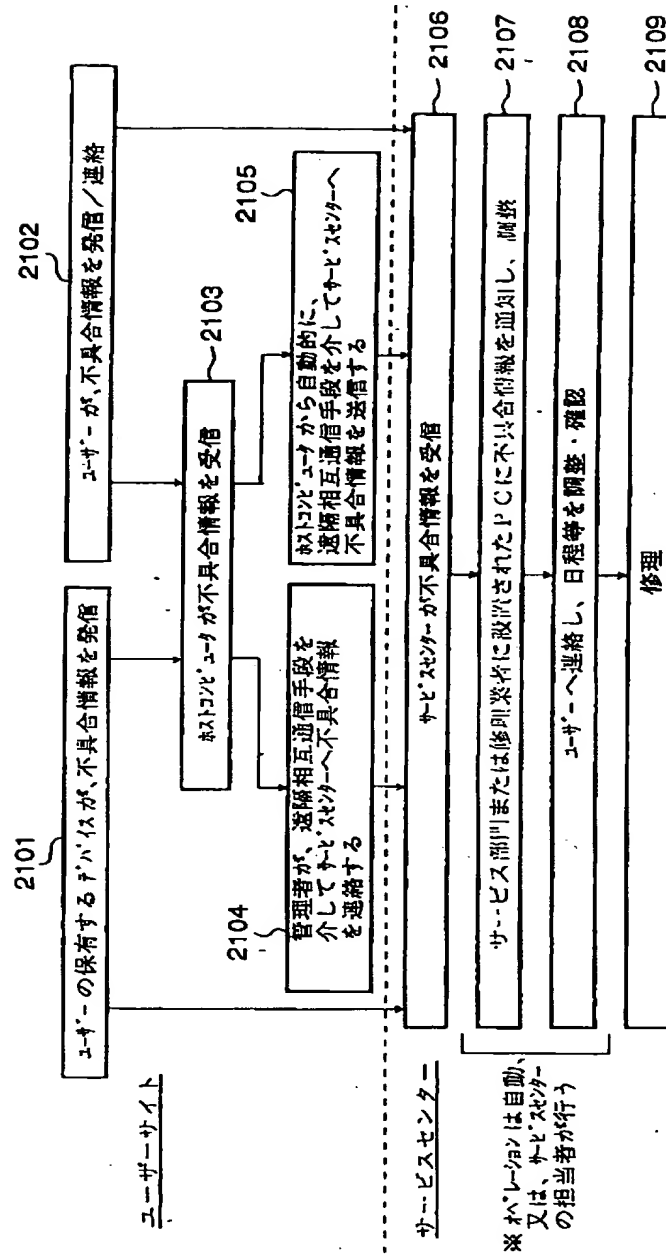 ユーザーサイト
2101
ユーザーの保有するデバイスが、不具合情報を発信
2102
ユーザーが、不具合情報を発信／連絡
2103
ホストコンピュータが不具合情報を受信
2104
管理者が、遠隔相互通信手段を
介してサービスセンターへ不具合情報
を連絡する
2105
ホストコンピュータから自動的に、
遠隔相互通信手段を介してサービスセンターへ
不具合情報を送信する
サービスセンター
サービスセンターが不具合情報を受信
2106
サービス部門または修理業者に設置されたPCに不具合情報を通知し、調整
2107
ユーザーへ連絡し、日程等を調整・確認
2108
※オペレーションは自動、
又は、サービスセンター
の担当者が行う
修理
2109